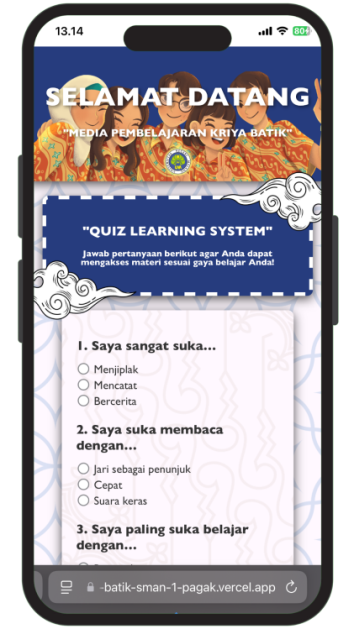 13.14
80+
SELAMAT DATANG
"MEDIA PEMBELAJARAN KRIYA BATIK"
"QUIZ LEARNING SYSTEM"
Jawab pertanyaan berikut agar Anda dapat
mengakses materi sesuai gaya belajar Anda!
1. Saya sangat suka...
Menjiplak
Mencatat
Bercerita
2. Saya suka membaca
dengan...
Jari sebagai penunjuk
Cepat
Suara keras
3. Saya paling suka belajar
dengan...
-batik-sman-1-pagak.vercel.app